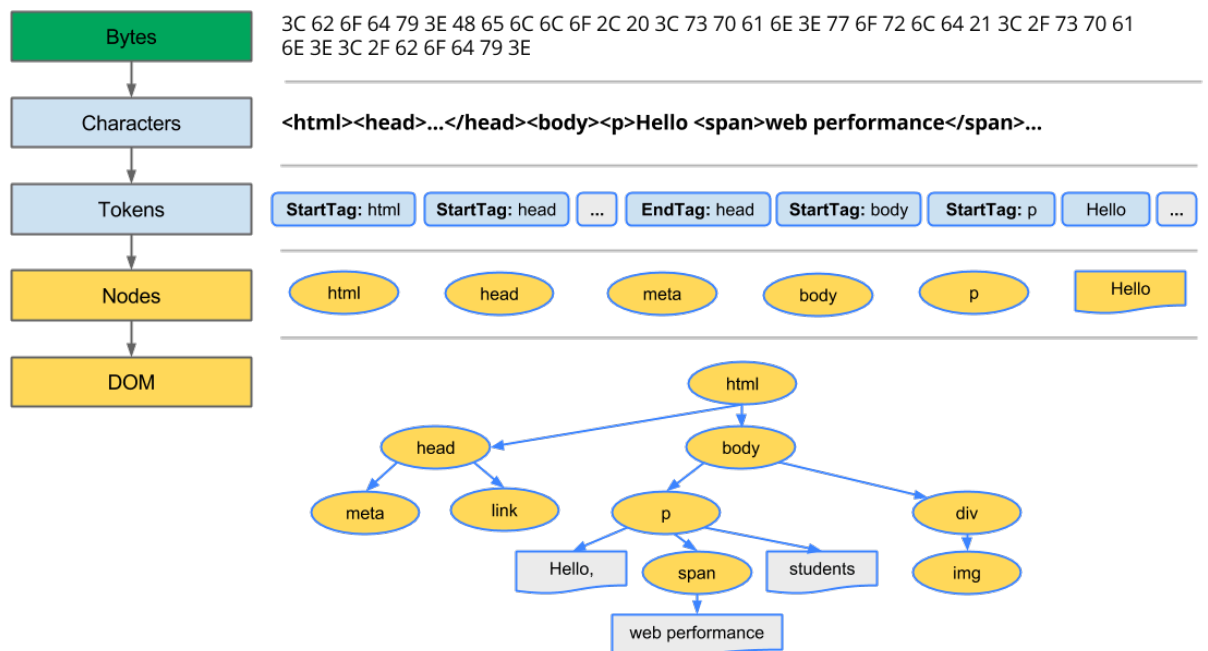 Bytes
3C 62 6F 64 79 3E 48 65 6C 6C 6F 2C 20 3C 73 70 61 6E 3E 77 6F 72 6C 64 21 3C 2F 73 70 61
6E 3E 3C 2F 62 6F 64 79 3E
Characters
<html><head>...</head><body><p>Hello <span>web performance</span>...
Tokens
StartTag: html
StartTag: head
...
EndTag: head
StartTag: body
StartTag: p
Hello
...
Nodes
html
head
meta
body
p
Hello
DOM
html
head
body
meta
link
p
div
Hello,
span
students
img
web performance